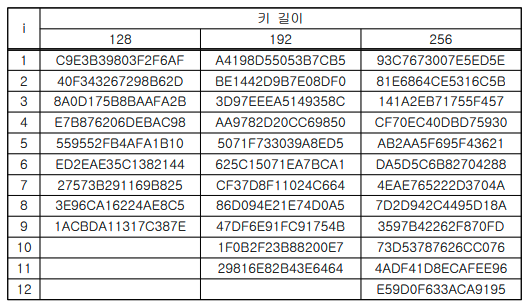 i 키 길이
128 192 256
1 C9E3B39803F2F6AF A4198D55053B7CB5 93C7673007E5ED5E
2 40F343267298B62D BE1442D9B7E08DF0 81E6864CE5316C5B
3 8A0D175B8BAAFA2B 3D97EEEA5149358C 141A2EB71755F457
4 E7B876206DEBAC98 AA9782D20CC69850 CF70EC40DBD75930
5 559552FB4AFA1B10 5071F733039A8ED5 AB2AA5F695F43621
6 ED2EAE35C1382144 625C15071EA7BCA1 DA5D5C6B82704288
7 27573B291169B825 CF37D8F11024C664 4EAE765222D3704A
8 3E96CA16224AE8C5 86D094E21E74D0A5 7D2D942C4495D18A
9 1ACBDA11317C387E 47DF6E91FC91754B 3597B42262F870FD
10 1F0B2F23B88200E7 73D53787626CC076
11 29816E82B43E6464 4ADF41D8ECAFEE96
12 E59D0F633ACA9195